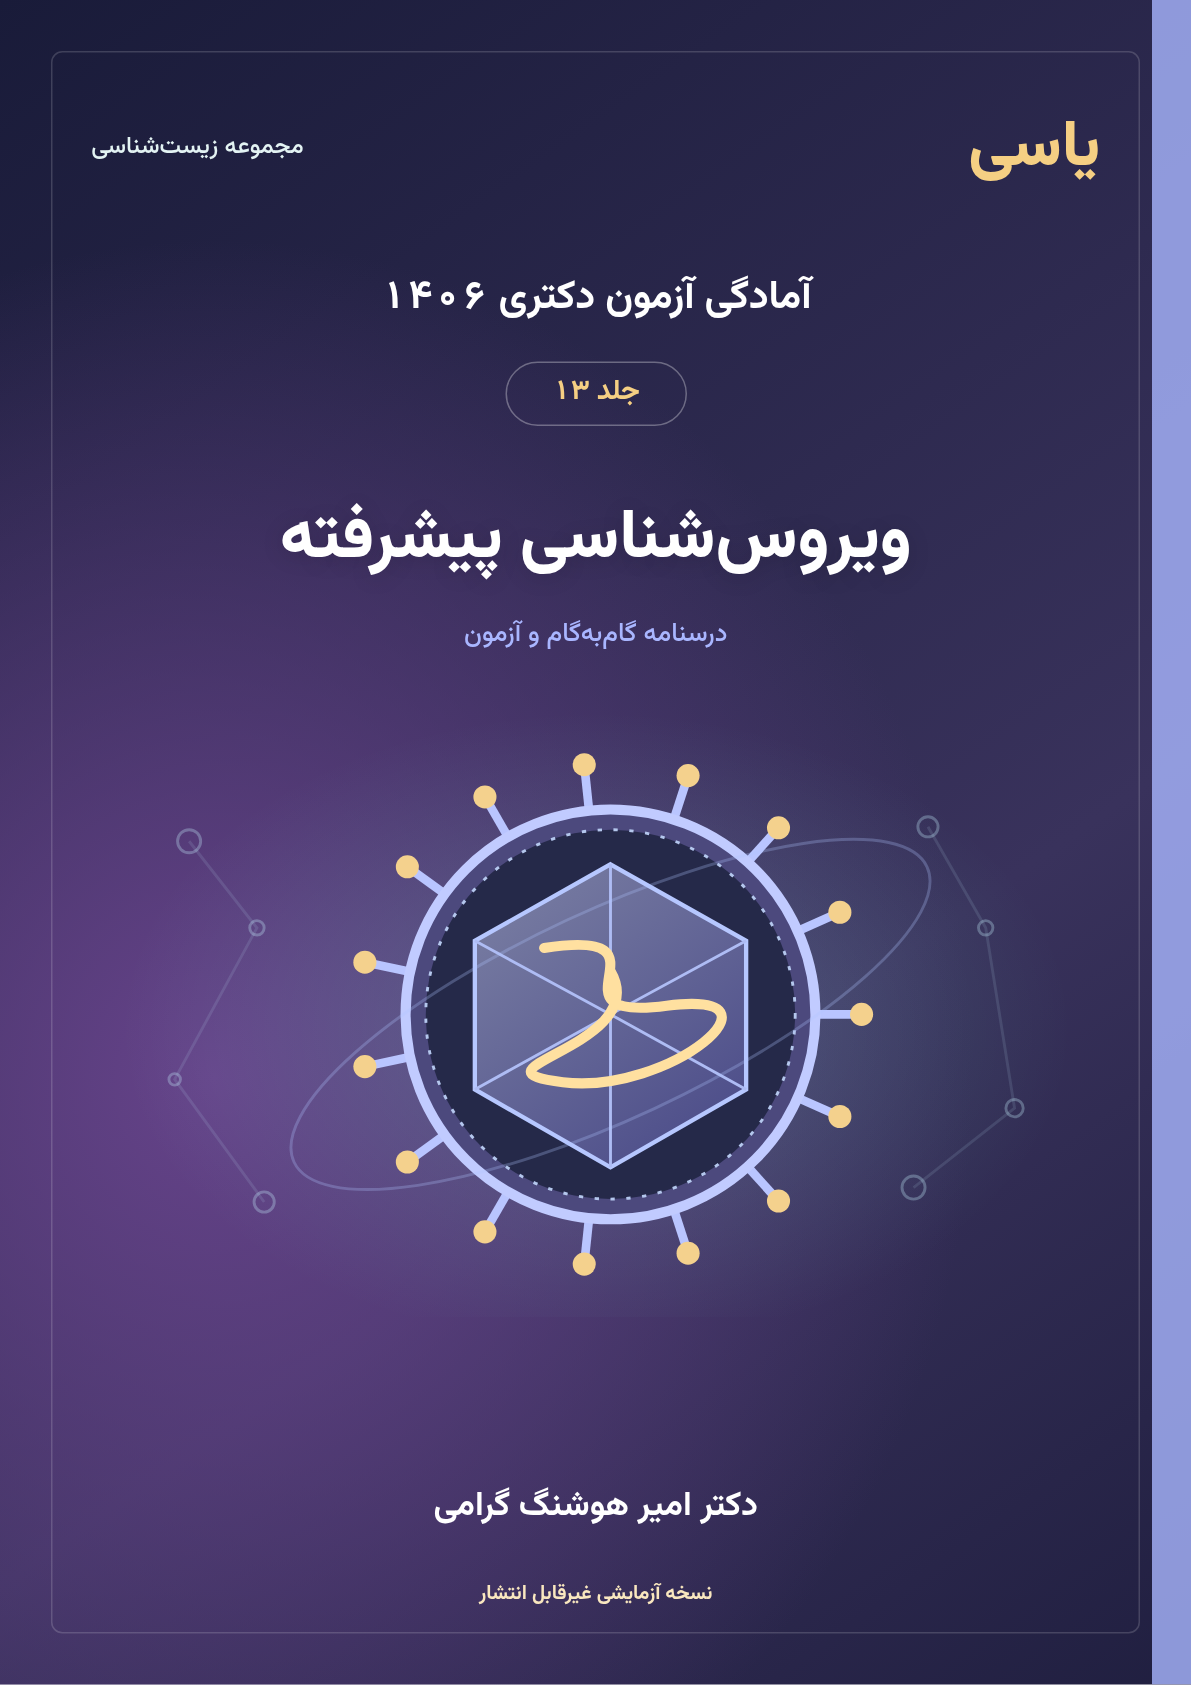 یاسی
مجموعه زیست‌شناسی
آمادگی آزمون دکتری ۱۴۰۶
جلد ۱۳
ویروس‌شناسی پیشرفته
درسنامه گام‌به‌گام و آزمون
دکتر امیر هوشنگ گرامی
نسخه آزمایشی غیرقابل انتشار